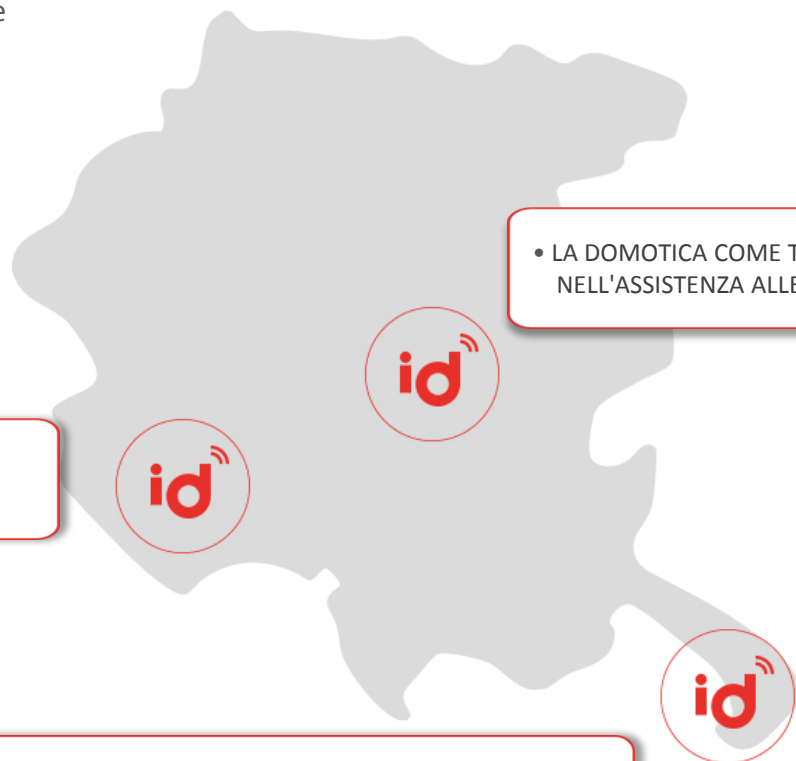 e
id
• LA DOMOTICA COME T
NELL'ASSISTENZA ALLE
id
id